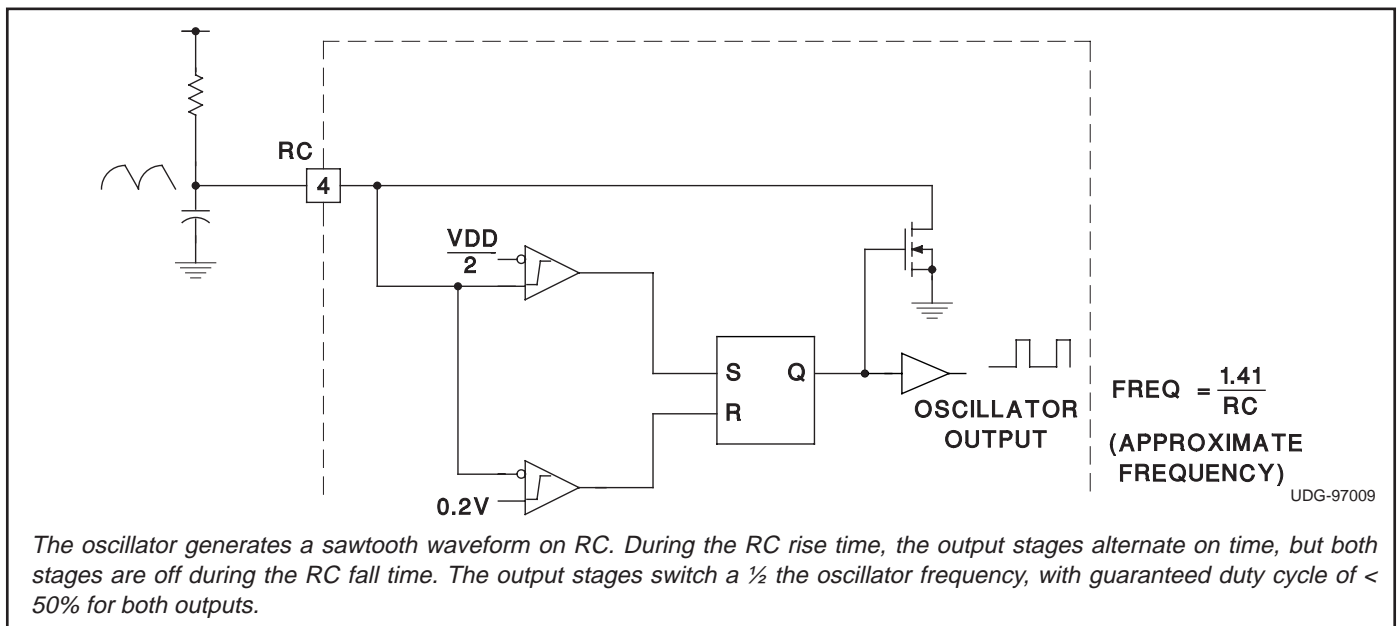 RC
4
VDD
2
0.2V
S Q
R
OSCILLATOR
OUTPUT
FREQ = 1.41
RC
(APPROXIMATE
FREQUENCY)
UDG-97009
The oscillator generates a sawtooth waveform on RC. During the RC rise time, the output stages alternate on time, but both
stages are off during the RC fall time. The output stages switch a ½ the oscillator frequency, with guaranteed duty cycle of <
50% for both outputs.